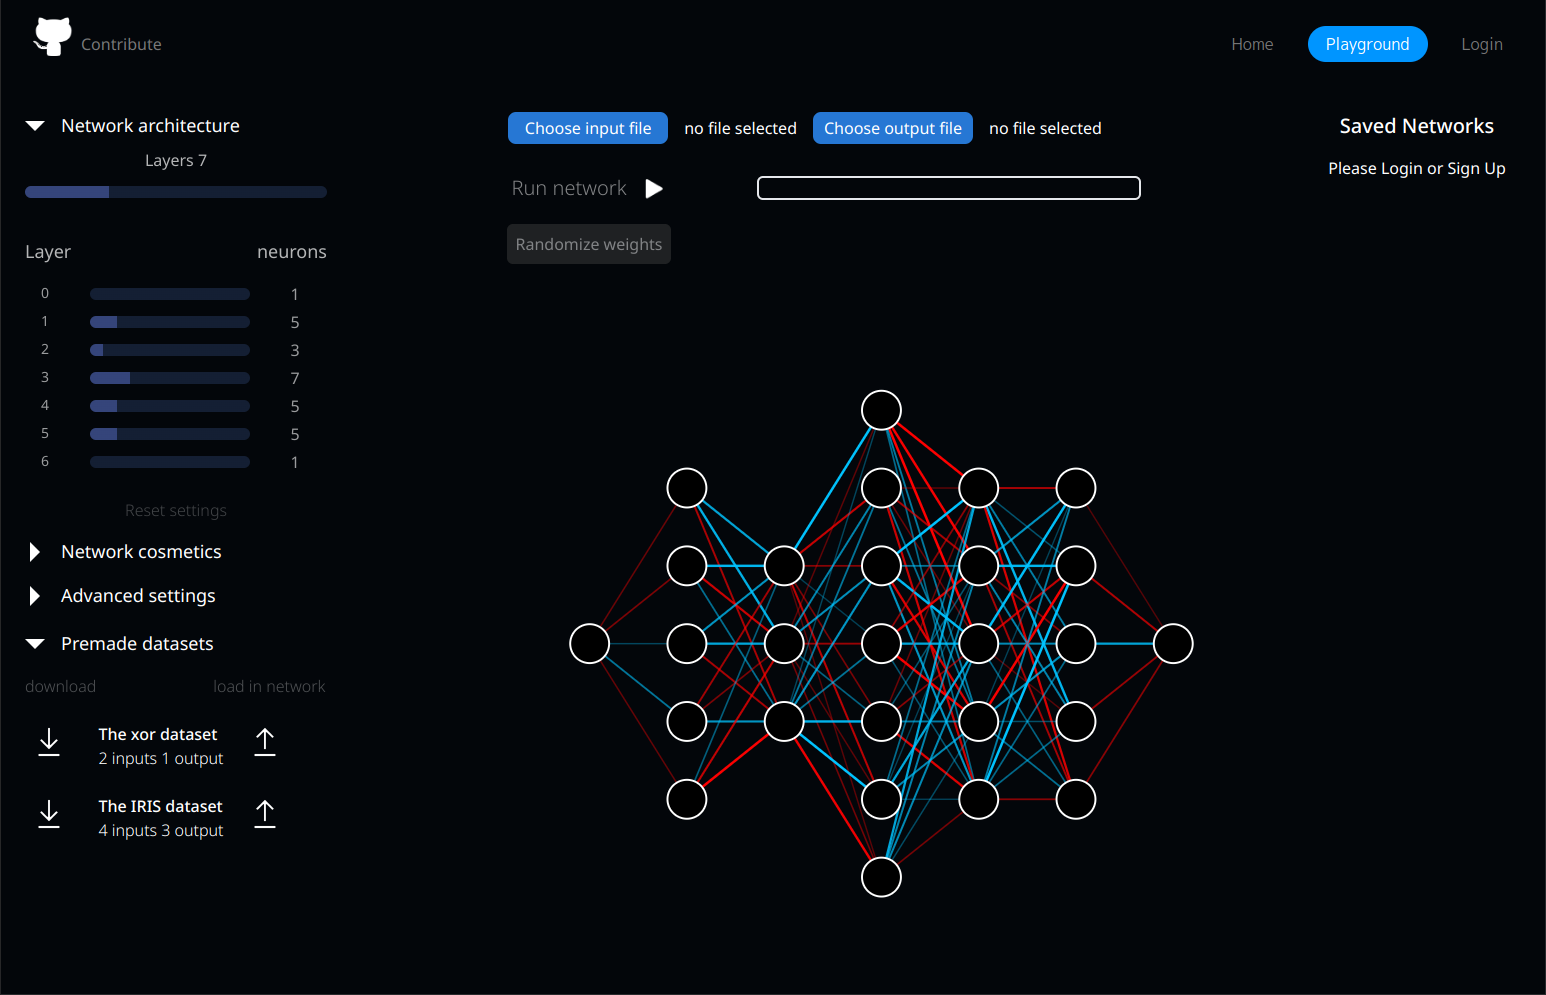 Contribute
Home
Playground
Login
Network architecture
Layers 7
Layer neurons
0 1
1 5
2 3
3 7
4 5
5 5
6 1
Reset settings
Network cosmetics
Advanced settings
Premade datasets
download load in network
The xor dataset
2 inputs 1 output
The IRIS dataset
4 inputs 3 output
Choose input file no file selected Choose output file no file selected
Run network
Randomize weights
Saved Networks
Please Login or Sign Up